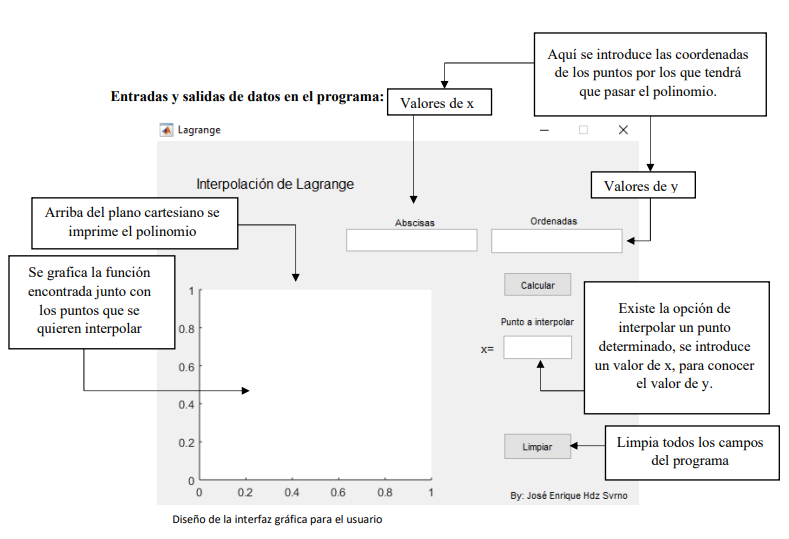 Aquí se introduce las coordenadas
de los puntos por los que tendrá
que pasar el polinomio.
Entradas y salidas de datos en el programa:
Valores de x
Lagrange
Interpolación de Lagrange
Valores de y
Arriba del plano cartesiano se
imprime el polinomio
Abscisas
Ordenadas
Se grafica la función
encontrada junto con
los puntos que se
quieren interpolar
Calcular
Existe la opción de
interpolar un punto
determinado, se introduce
un valor de x, para conocer
el valor de y.
Punto a interpolar
x=
1
0.8
0.6
0.4
0.2
0
0 0.2 0.4 0.6 0.8 1
Limpiar
Limpia todos los campos
del programa
By: José Enrique Hdz Svrno
Diseño de la interfaz gráfica para el usuario